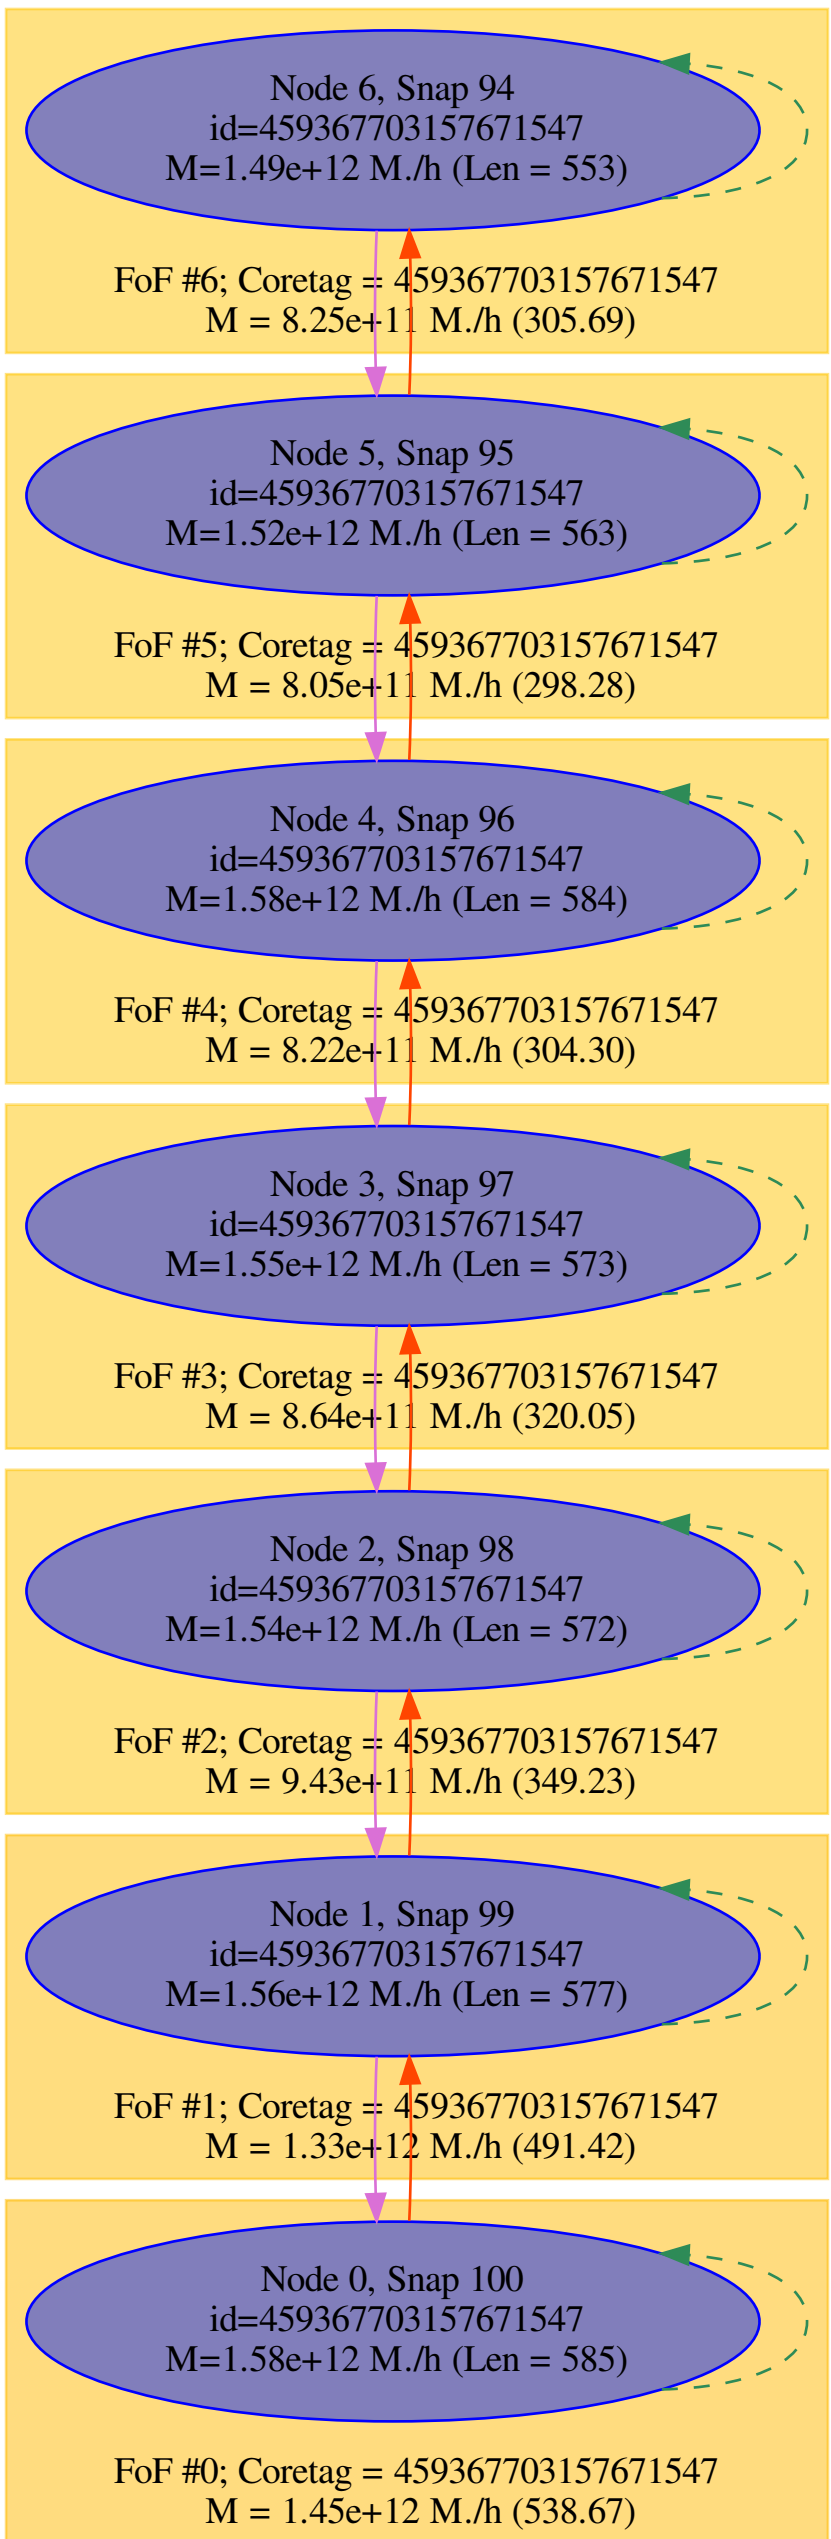 Node 6, Snap 94
id=459367703157671547
M=1.49e+12 M./h (Len = 553)
FoF #6; Coretag = 459367703157671547
M = 8.25e+11 M./h (305.69)
Node 5, Snap 95
id=459367703157671547
M=1.52e+12 M./h (Len = 563)
FoF #5; Coretag = 459367703157671547
M = 8.05e+11 M./h (298.28)
Node 4, Snap 96
id=459367703157671547
M=1.58e+12 M./h (Len = 584)
FoF #4; Coretag = 459367703157671547
M = 8.22e+11 M./h (304.30)
Node 3, Snap 97
id=459367703157671547
M=1.55e+12 M./h (Len = 573)
FoF #3; Coretag = 459367703157671547
M = 8.64e+11 M./h (320.05)
Node 2, Snap 98
id=459367703157671547
M=1.54e+12 M./h (Len = 572)
FoF #2; Coretag = 459367703157671547
M = 9.43e+11 M./h (349.23)
Node 1, Snap 99
id=459367703157671547
M=1.56e+12 M./h (Len = 577)
FoF #1; Coretag = 459367703157671547
M = 1.33e+12 M./h (491.42)
Node 0, Snap 100
id=459367703157671547
M=1.58e+12 M./h (Len = 585)
FoF #0; Coretag = 459367703157671547
M = 1.45e+12 M./h (538.67)